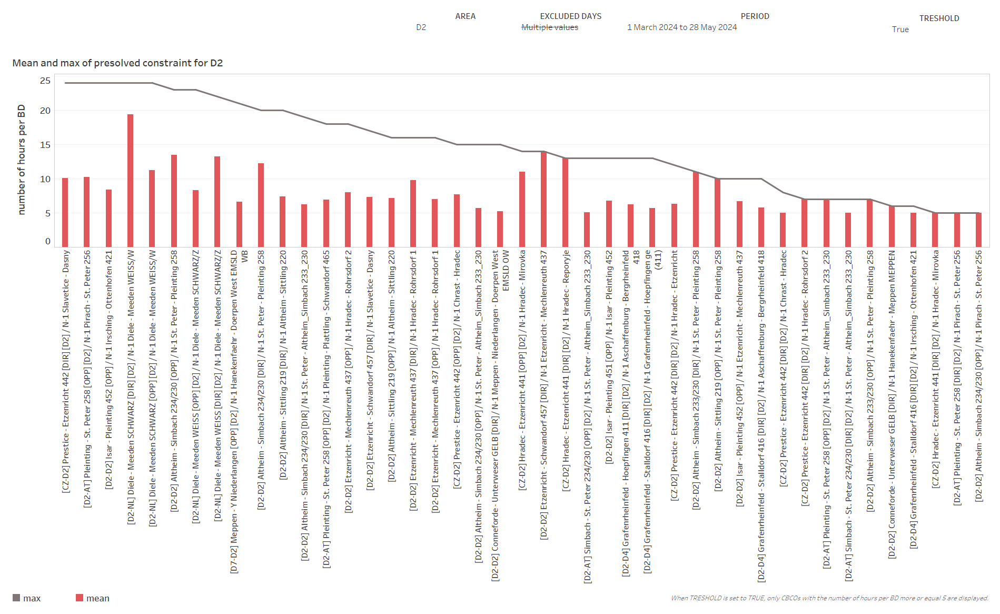 AREA
D2
EXCLUDED DAYS
Multiple values
PERIOD
1 March 2024 to 28 May 2024
TRESHOLD
True
Mean and max of presolved constraint for D2
number of hours per BD
25
20
15
10
5
0
[CZ-D2] Prestice - Etzenricht 442 [DIR] [D2] / N-1 Slavetice - Dasny
[D2-AT] Pleinting - St. Peter 258 [OPP] [D2] / N-1 Pirach - St. Peter 256
[D2-D2] Isar - Pleinting 452 [OPP] / N-1 Irsching - Ottenhofen 421
[D2-NL] Diele - Meeden SCHWARZ [DIR] [D2] / N-1 Diele - Meeden WEISS/W
[D2-NL] Diele - Meeden SCHWARZ [OPP] [D2] / N-1 Diele - Meeden WEISS/W
[D2-D2] Altheim - Simbach 234/230 [OPP] / N-1 St. Peter - Pleinting 258
[D2-NL] Diele - Meeden WEISS [OPP] [D2] / N-1 Diele - Meeden SCHWARZ/Z
[D2-NL] Diele - Meeden WEISS [DIR] [D2] / N-1 Diele - Meeden SCHWARZ/Z
[D7-D2] Meppen - Y Niederlangen [OPP] [D2] / N-1 Hanekenfaehr - Doerpen West EMSLD
WB
[D2-D2] Altheim - Simbach 234/230 [DIR] / N-1 St. Peter - Pleinting 258
[D2-D2] Altheim - Sittling 219 [DIR] / N-1 Altheim - Sittling 220
[D2-D2] Altheim - Simbach 234/230 [DIR] / N-1 St. Peter - Altheim_Simbach 233_230
[D2-AT] Pleinting - St. Peter 258 [OPP] [D2] / N-1 Pleinting - Plattling - Schwandorf 465
[D2-D2] Etzenricht - Mechlenreuth 437 [OPP] / N-1 Hradec - Rohrsdorf 2
[D2-D2] Etzenricht - Schwandorf 457 [DIR] / N-1 Slavetice - Dasny
[D2-D2] Altheim - Sittling 219 [OPP] / N-1 Altheim - Sittling 220
[D2-D2] Etzenricht - Mechlenreuth 437 [DIR] / N-1 Hradec - Rohrsdorf 1
[D2-D2] Etzenricht - Mechlenreuth 437 [OPP] / N-1 Hradec - Rohrsdorf 1
[CZ-D2] Prestice - Etzenricht 442 [OPP] [D2] / N-1 Chrast - Hradec
[D2-D2] Altheim - Simbach 234/230 [OPP] / N-1 St. Peter - Altheim_Simbach 233_230
[D2-D2] Conneforde - Unterweser GELB [DIR] / N-1 Meppen - Niederlangen - Doerpen West
EMSLD OW
[CZ-D2] Hradec - Etzenricht 441 [OPP] [D2] / N-1 Hradec - Mirovka
[D2-D2] Etzenricht - Schwandorf 457 [DIR] / N-1 Etzenricht - Mechlenreuth 437
[CZ-D2] Hradec - Etzenricht 441 [DIR] [D2] / N-1 Hradec - Reporyje
[D2-AT] Simbach - St. Peter 234/230 [OPP] [D2] / N-1 St. Peter - Altheim_Simbach 233_230
[D2-D2] Isar - Pleinting 451 [OPP] / N-1 Isar - Pleinting 452
[D2-D4] Grafenrheinfeld - Hoepfingen 411 [DIR] [D2] / N-1 Aschaffenburg - Bergrheinfeld
418
[D2-D4] Grafenrheinfeld - Stalldorf 416 [DIR] [D2] / N-1 Grafenrheinfeld - Hoepfingen ge
(411)
[CZ-D2] Prestice - Etzenricht 442 [DIR] [D2] / N-1 Hradec - Etzenricht
[D2-D2] Altheim - Simbach 233/230 [DIR] / N-1 St. Peter - Pleinting 258
[D2-D2] Altheim - Sittling 219 [OPP] / N-1 St. Peter - Pleinting 258
[D2-D2] Isar - Pleinting 452 [OPP] / N-1 Etzenricht - Mechlenreuth 437
[D2-D4] Grafenrheinfeld - Stalldorf 416 [DIR] [D2] / N-1 Aschaffenburg - Bergrheinfeld 418
[CZ-D2] Prestice - Etzenricht 442 [DIR] [D2] / N-1 Chrast - Hradec
[CZ-D2] Prestice - Etzenricht 442 [DIR] [D2] / N-1 Hradec - Rohrsdorf 2
[D2-AT] Pleinting - St. Peter 258 [OPP] [D2] / N-1 St. Peter - Altheim_Simbach 233_230
[D2-AT] Simbach - St. Peter 234/230 [DIR] [D2] / N-1 St. Peter - Altheim_Simbach 233_230
[D2-D2] Altheim - Simbach 233/230 [OPP] / N-1 St. Peter - Pleinting 258
[D2-D2] Conneforde - Unterweser GELB [DIR] / N-1 Hanekenfaehr - Meppen MEPPEN
[D2-D4] Grafenrheinfeld - Stalldorf 416 [DIR] [D2] / N-1 Irsching - Ottenhofen 421
[CZ-D2] Hradec - Etzenricht 441 [DIR] [D2] / N-1 Hradec - Mirovka
[D2-AT] Pleinting - St. Peter 258 [DIR] [D2] / N-1 Pirach - St. Peter 256
[D2-D2] Altheim - Simbach 234/230 [OPP] / N-1 Pirach - St. Peter 256
max
mean
When TRESHOLD is set to TRUE, only CBCOs with the number of hours per BD more or equal 5 are displayed.